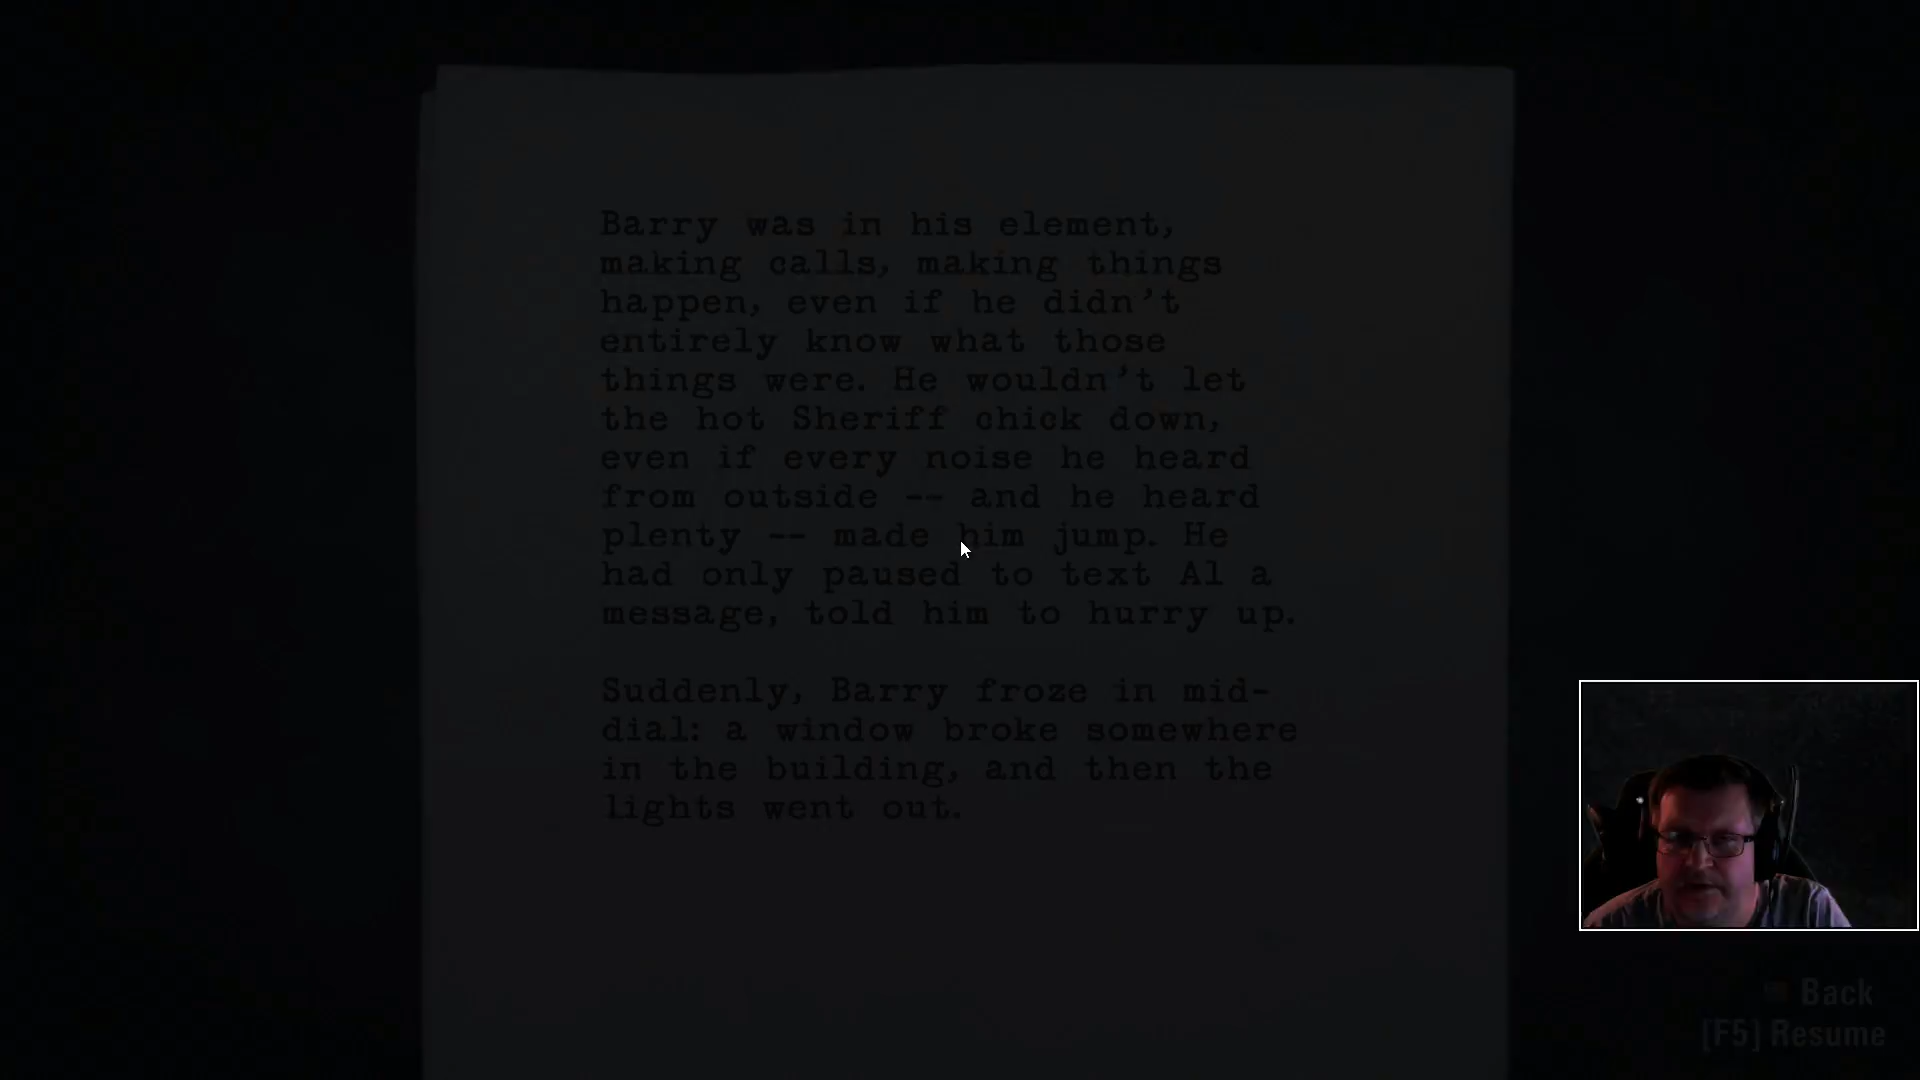 Barry was in his element,
making calls, making things
happen, even if he didn't
entirely know what those
things were. He wouldn't let
the hot Sheriff chick down,
even if every noise he heard
from outside -- and he heard
plenty -- made him jump. He
had only paused to text Al a
message, told him to hurry up.
Suddenly, Barry froze in mid-
dial: a window broke somewhere
in the building, and then the
lights went out.
Back
[F5] Resume